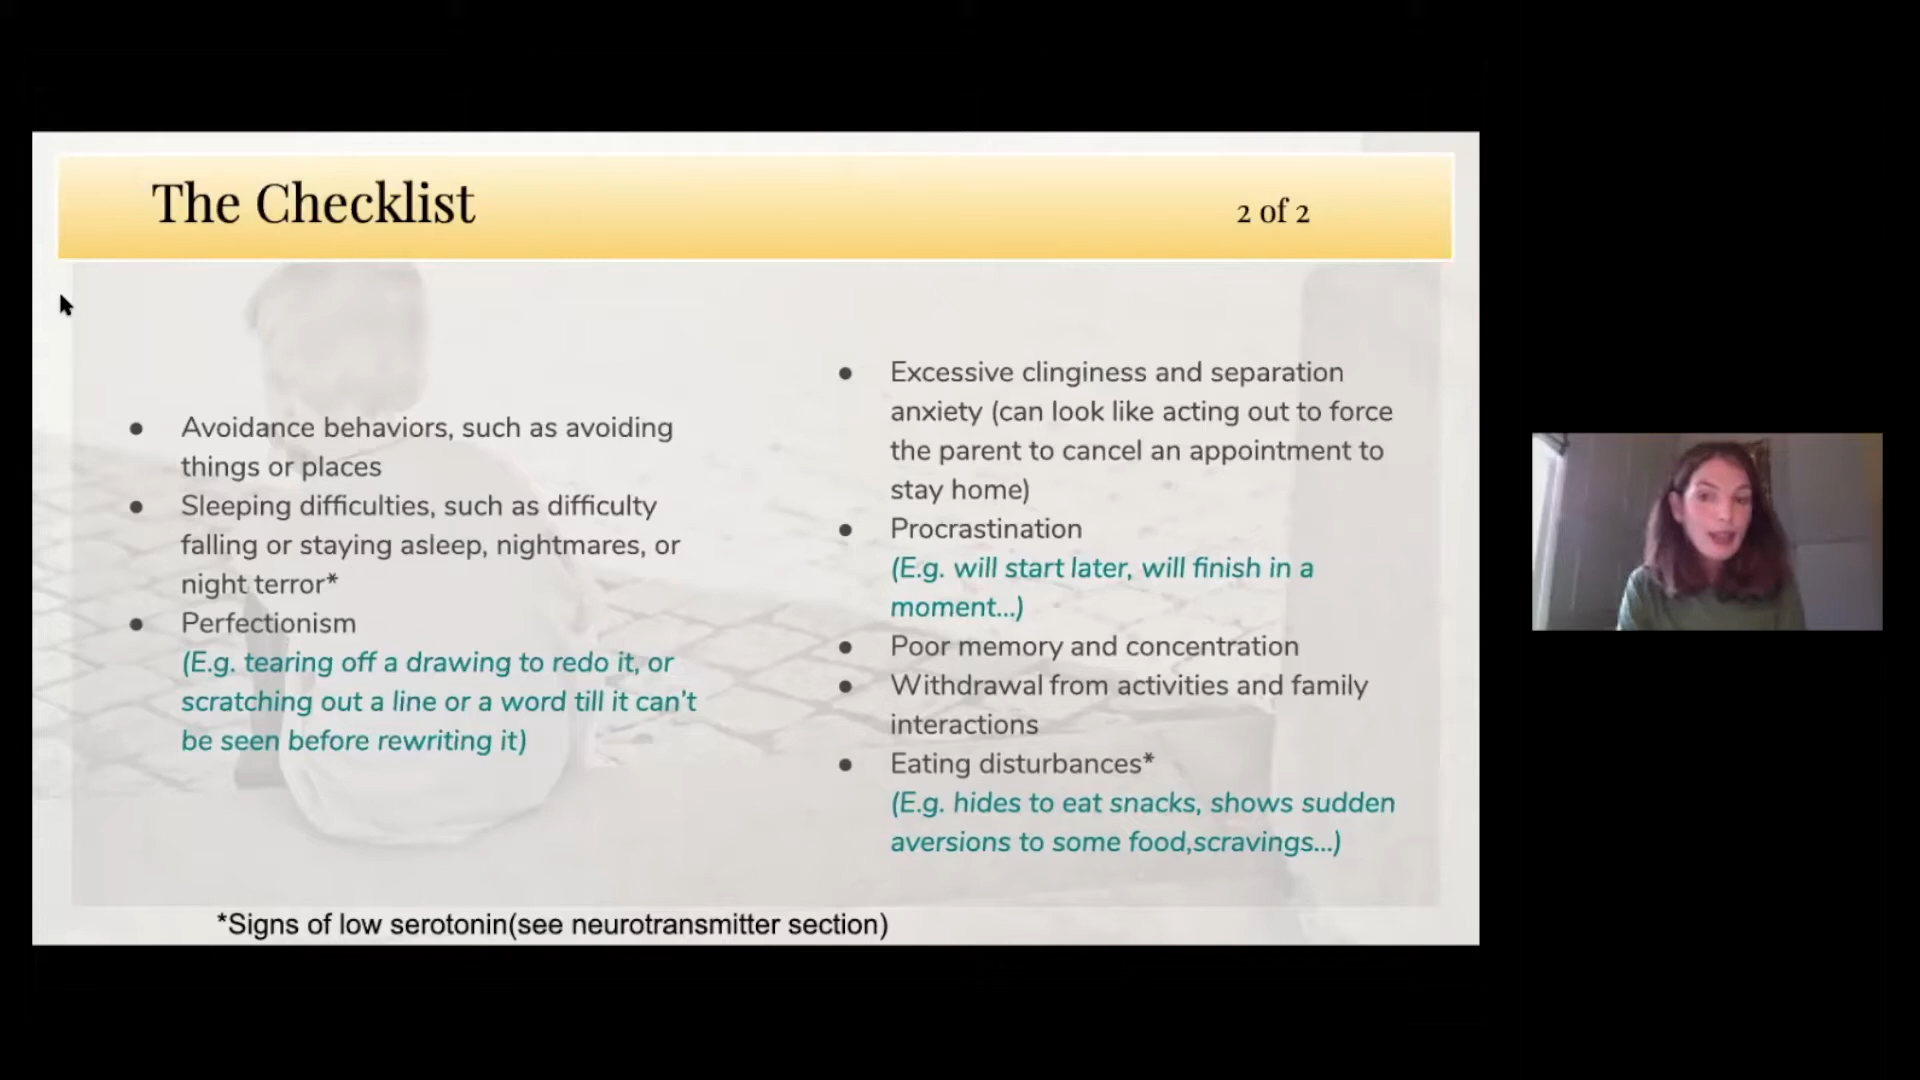 The Checklist
2 of 2
● Avoidance behaviors, such as avoiding
things or places
● Sleeping difficulties, such as difficulty
falling or staying asleep, nightmares, or
night terror*
● Perfectionism
(E.g. tearing off a drawing to redo it, or
scratching out a line or a word till it can't
be seen before rewriting it)
● Excessive clinginess and separation
anxiety (can look like acting out to force
the parent to cancel an appointment to
stay home)
● Procrastination
(E.g. will start later, will finish in a
moment...)
● Poor memory and concentration
● Withdrawal from activities and family
interactions
● Eating disturbances*
(E.g. hides to eat snacks, shows sudden
aversions to some food,scravings...)
*Signs of low serotonin(see neurotransmitter section)